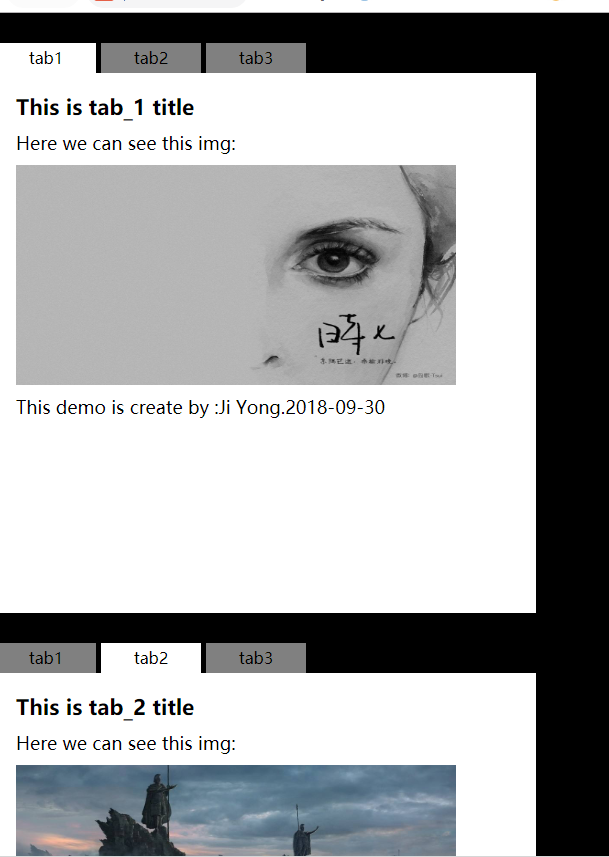 tab1 tab2 tab3
This is tab_1 title
Here we can see this img:
This demo is create by :Ji Yong.2018-09-30
tab1 tab2 tab3
This is tab_2 title
Here we can see this img: